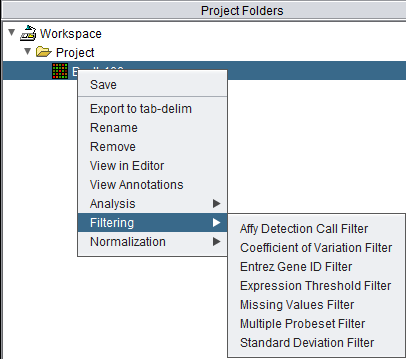 Project Folders
Workspace
Project
Save
Export to tab-delim
Rename
Remove
View in Editor
View Annotations
Analysis
Filtering
Normalization
Affy Detection Call Filter
Coefficient of Variation Filter
Entrez Gene ID Filter
Expression Threshold Filter
Missing Values Filter
Multiple Probeset Filter
Standard Deviation Filter